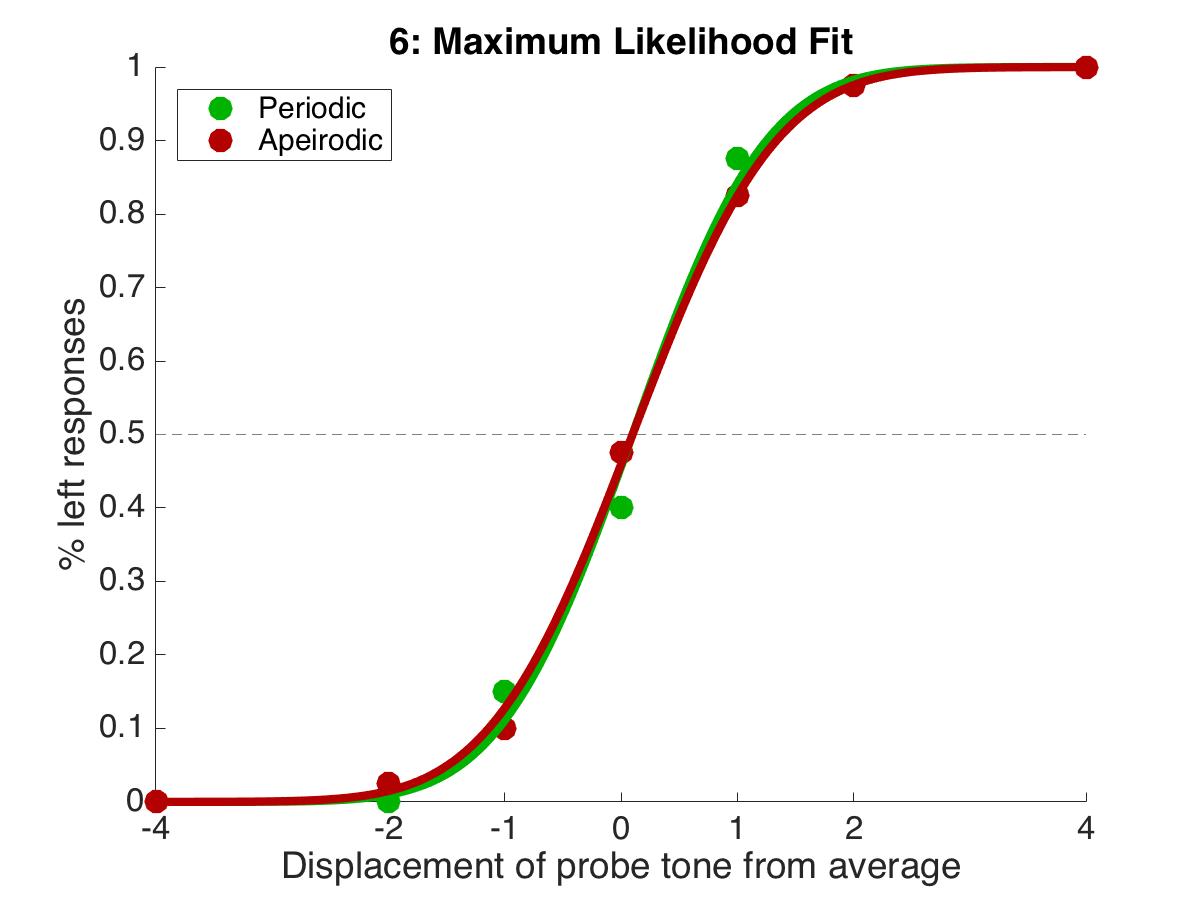 6: Maximum Likelihood Fit
Periodic
Apeirodic
% left responses
1
0.9
0.8
0.7
0.6
0.5
0.4
0.3
0.2
0.1
0
-4 -2 -1 0 1 2 4
Displacement of probe tone from average